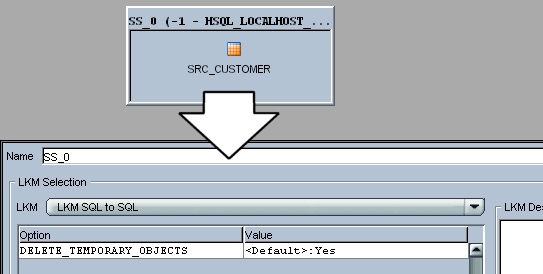 SS_0 (-1 - HSQL_LOCALHOST_...
SRC_CUSTOMER
Name SS_0
LKM Selection
LKM LKM SQL to SQL
LKM Des
Option Value
DELETE_TEMPORARY_OBJECTS <Default>:Yes